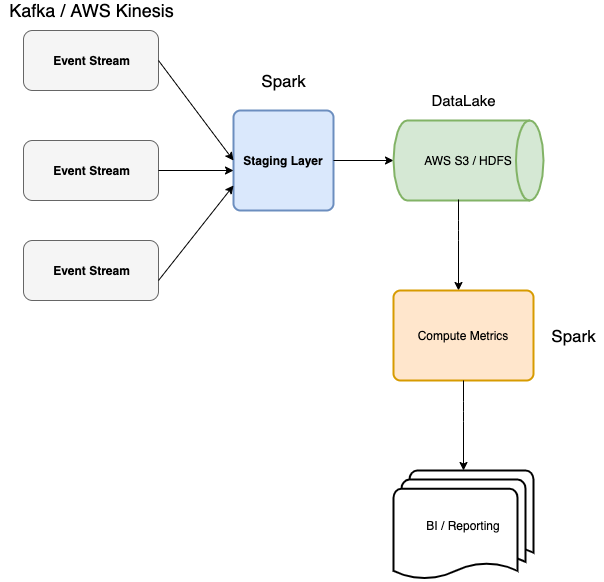 Kafka / AWS Kinesis
Event Stream
Spark
DataLake
Event Stream
Staging Layer
AWS S3 / HDFS
Event Stream
Compute Metrics
Spark
BI / Reporting